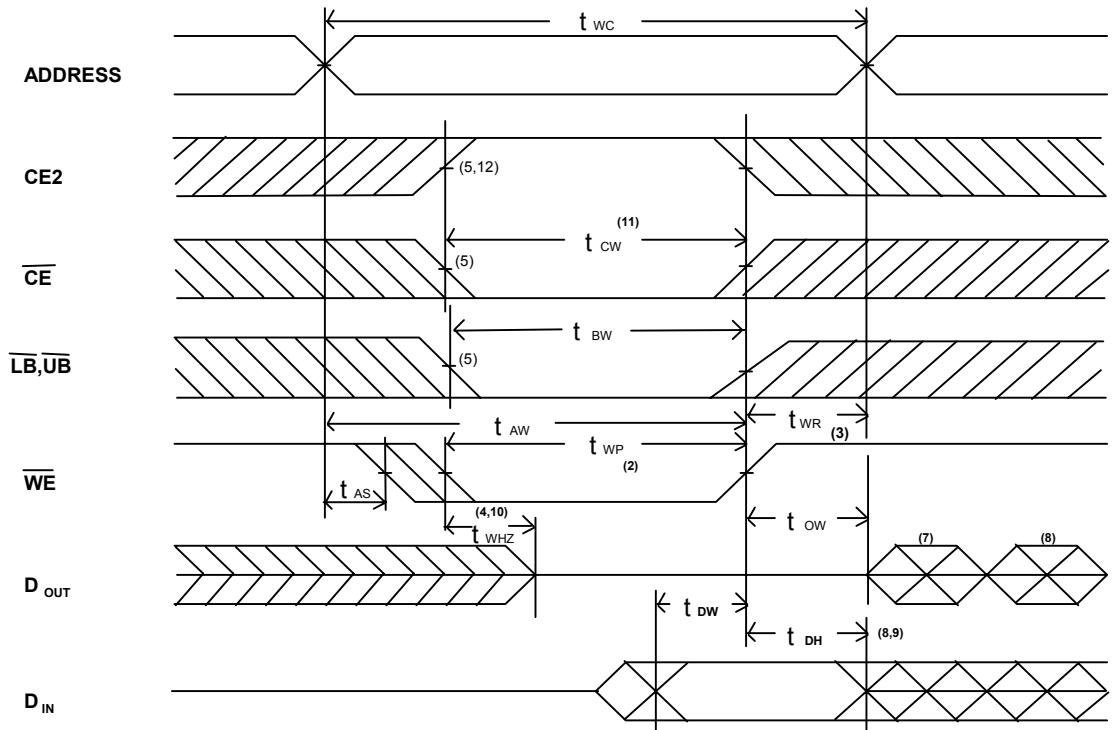 t WC
ADDRESS
CE2
(5,12)
(11)
t CW
CE
(5)
t BW
LB,UB
(5)
t AW
t WR
(3)
t WP
(2)
WE
t AS
(4,10)
t WHZ
t OW
(7)
(8)
D OUT
t DW
t DH
(8,9)
D IN